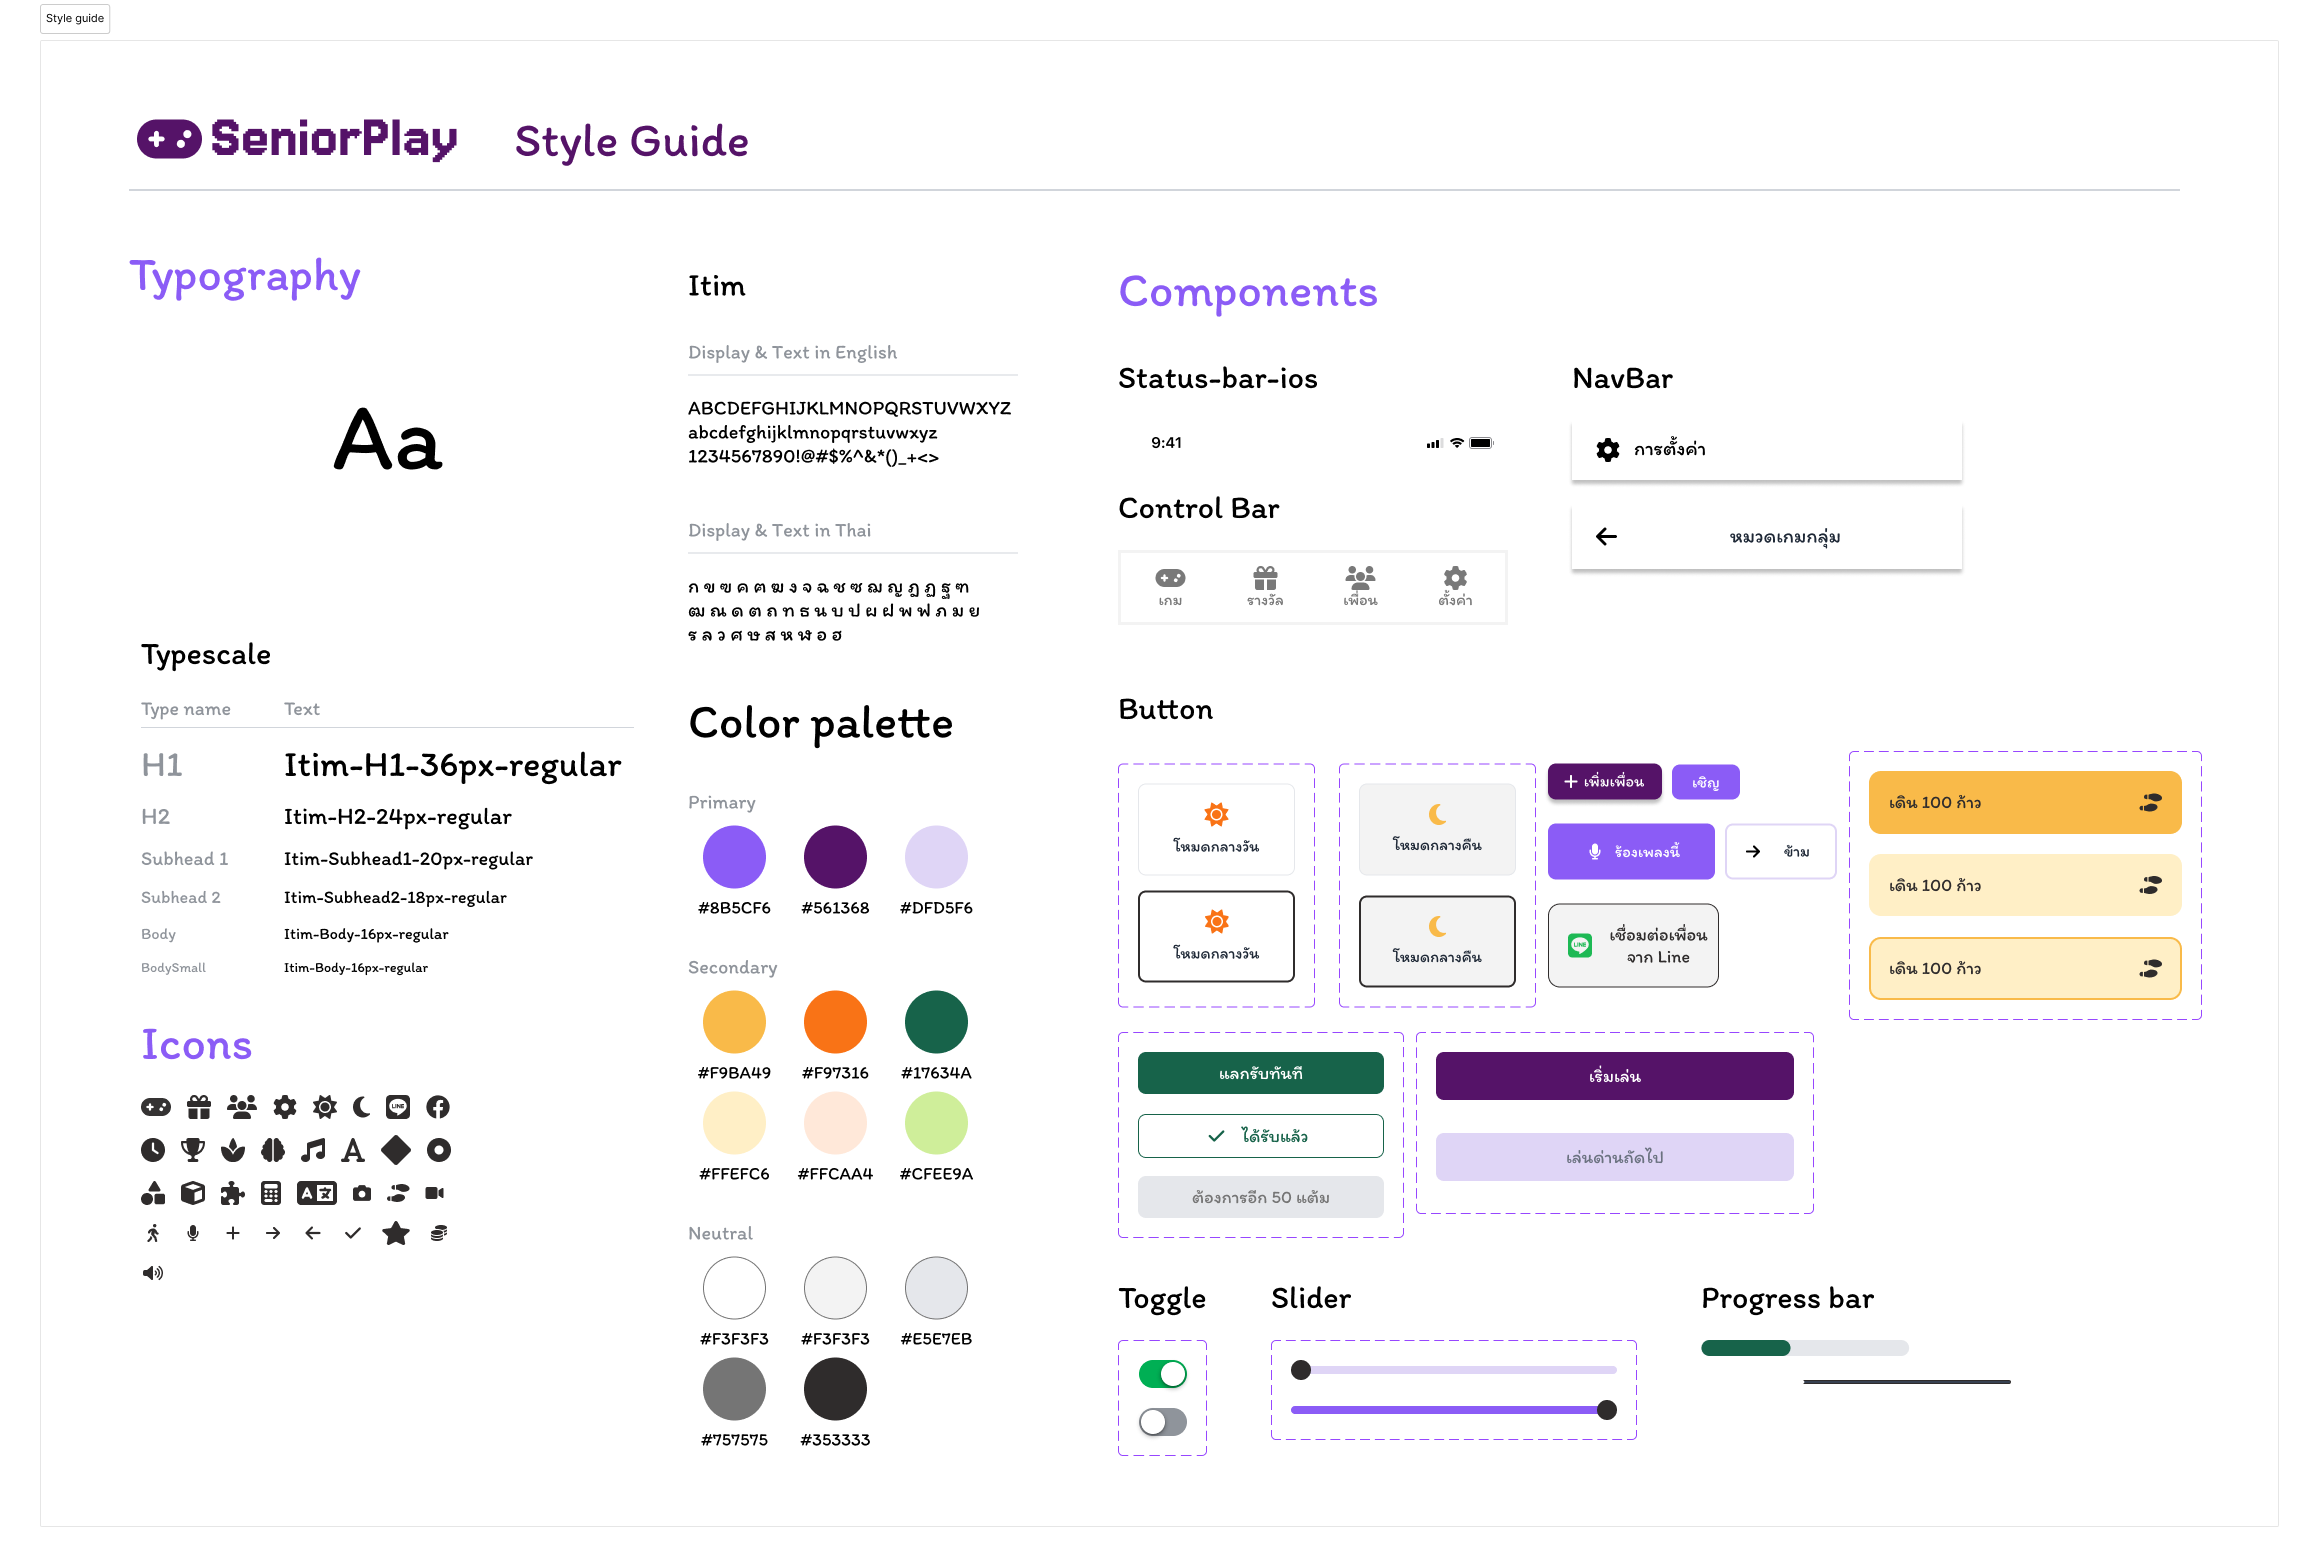 Style guide
SeniorPlay
Style Guide
Typography
Aa
Typescale
Type name Text
H1 Itim-H1-36px-regular
H2 Itim-H2-24px-regular
Subhead 1 Itim-Subhead1-20px-regular
Subhead 2 Itim-Subhead2-18px-regular
Body Itim-Body-16px-regular
BodySmall Itim-Body-16px-regular
Icons
LINE
A
A文
Itim
Display & Text in English
ABCDEFGHIJKLMNOPQRSTUVWXYZ
abcdefghijklmnopqrstuvwxyz
1234567890!@#$%^&*()_+<>
Display & Text in Thai
ก ข ฃ ค ฅ ฆ ง จ ฉ ช ซ ฌ ญ ฎ ฏ ฐ ฑ
ฒ ณ ด ต ถ ท ธ น บ ป ผ ฝ พ ฟ ภ ม ย
ร ล ว ศ ษ ส ห ฬ อ ฮ
Color palette
Primary
#8B5CF6 #561368 #DFD5F6
Secondary
#F9BA49 #F97316 #17634A
#FFEFC6 #FFCAA4 #CFEE9A
Neutral
#F3F3F3 #F3F3F3 #E5E7EB
#757575 #353333
Components
Status-bar-ios
9:41
Control Bar
เกม รางวัล เพื่อน ตั้งค่า
NavBar
การตั้งค่า
หมวดเกมกลุ่ม
Button
โหมดกลางวัน
โหมดกลางวัน
โหมดกลางคืน
โหมดกลางคืน
เพิ่มเพื่อน
เชิญ
ร้องเพลงนี้
ข้าม
LINE
เชื่อมต่อเพื่อน
จาก Line
เดิน 100 ก้าว
เดิน 100 ก้าว
เดิน 100 ก้าว
แลกรับทันที
ได้รับแล้ว
ต้องการอีก 50 แต้ม
เริ่มเล่น
เล่นด่านถัดไป
Toggle
Slider
Progress bar